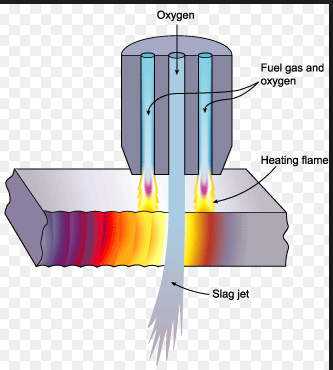 Oxygen
Fuel gas and
oxygen
Heating flame
Slag jet